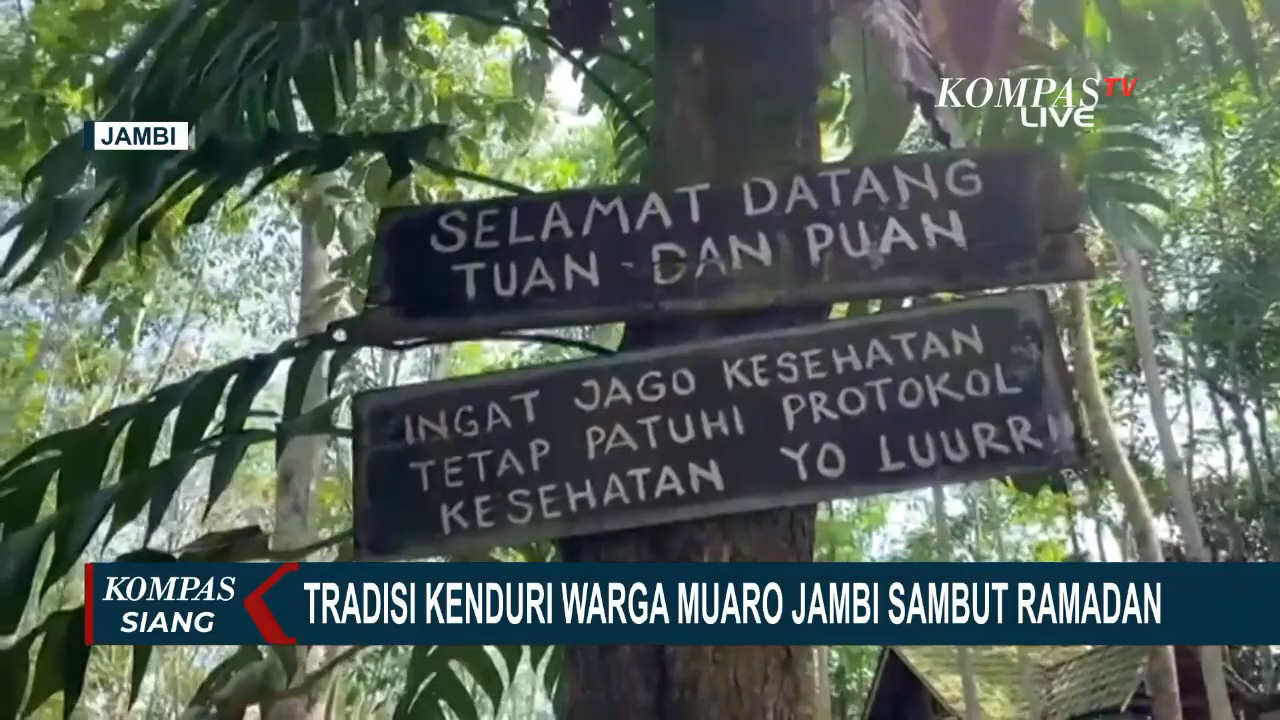 KOMPAS TV
LIVE
JAMBI
SELAMAT DATANG
TUAN - DAN PUAN
INGAT JAGO KESEHATAN
TETAP PATUHI PROTOKOL
KESEHATAN YO LUURR!!
KOMPAS
SIANG
TRADISI KENDURI WARGA MUARO JAMBI SAMBUT RAMADAN